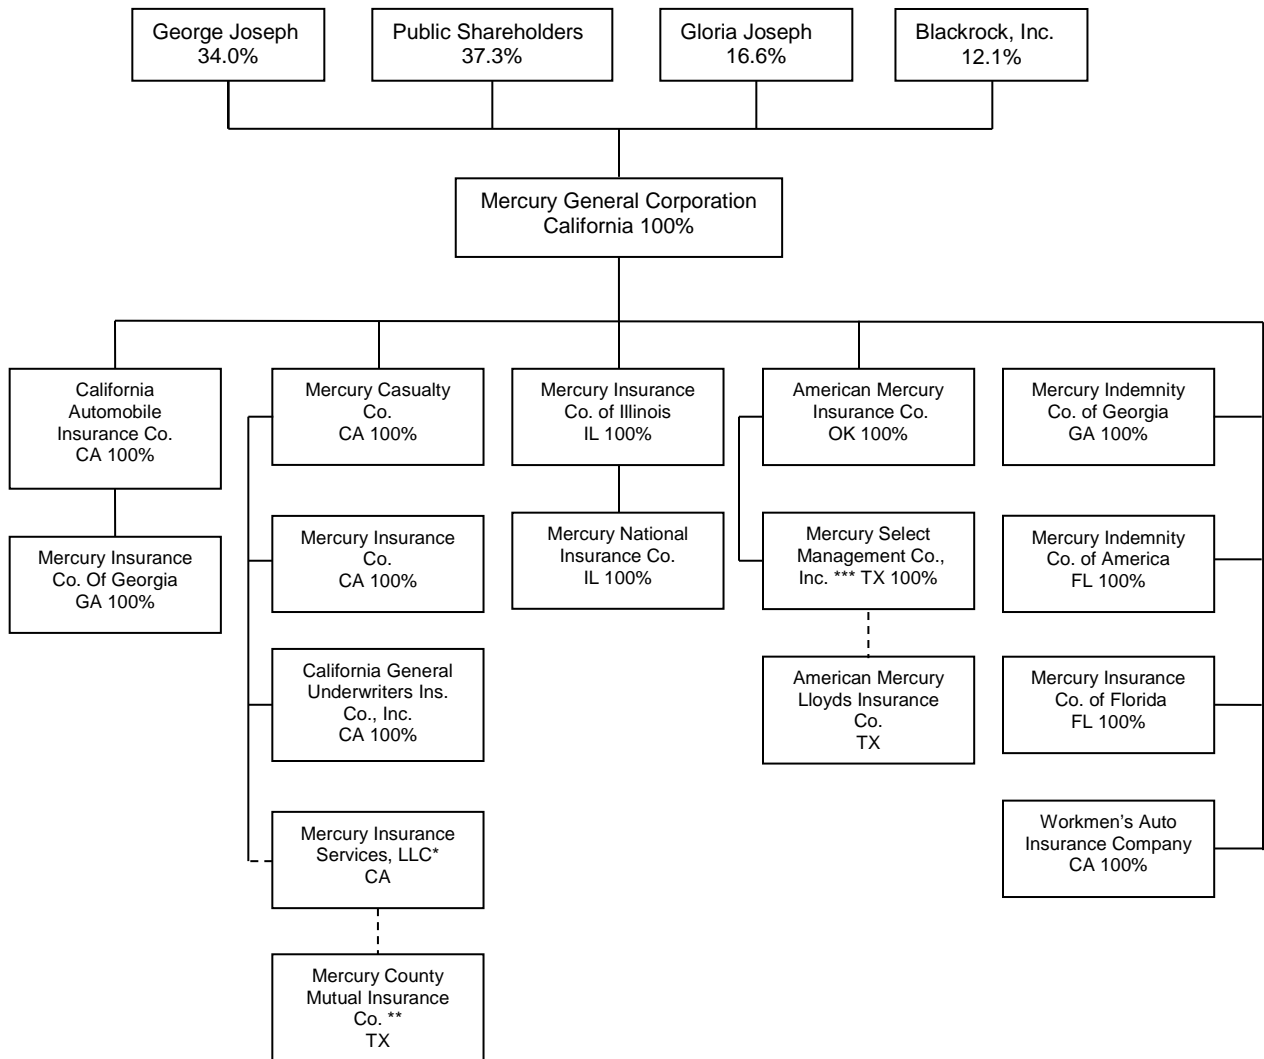 George Joseph
34.0%
Public Shareholders
37.3%
Gloria Joseph
16.6%
Blackrock, Inc.
12.1%
Mercury General Corporation
California 100%
California
Automobile
Insurance Co.
CA 100%
Mercury Casualty
Co.
CA 100%
Mercury Insurance
Co. of Illinois
IL 100%
American Mercury
Insurance Co.
OK 100%
Mercury Indemnity
Co. of Georgia
GA 100%
Mercury Insurance
Co. Of Georgia
GA 100%
Mercury Insurance
Co.
CA 100%
Mercury National
Insurance Co.
IL 100%
Mercury Select
Management Co.,
Inc. *** TX 100%
Mercury Indemnity
Co. of America
FL 100%
California General
Underwriters Ins.
Co., Inc.
CA 100%
American Mercury
Lloyds Insurance
Co.
TX
Mercury Insurance
Co. of Florida
FL 100%
Mercury Insurance
Services, LLC*
CA
Workmen’s Auto
Insurance Company
CA 100%
Mercury County
Mutual Insurance
Co. **
TX